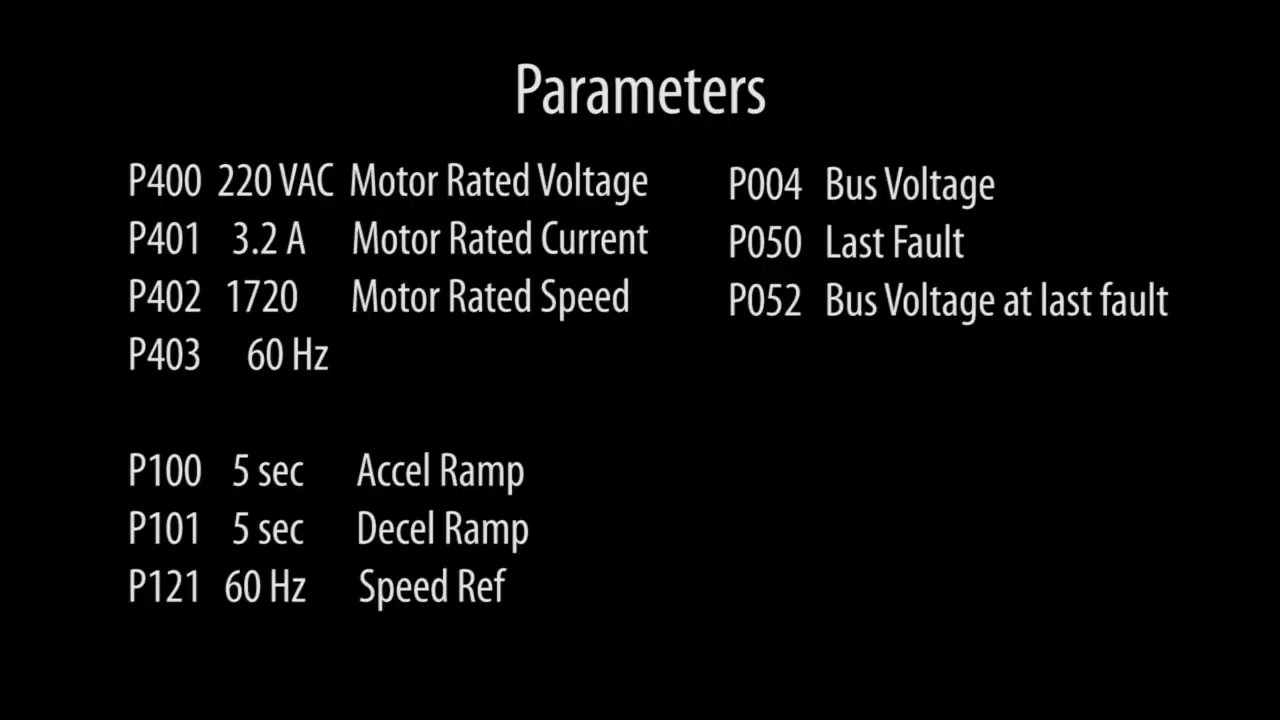 Parameters
P400 220 VAC Motor Rated Voltage
P401 3.2 A Motor Rated Current
P402 1720 Motor Rated Speed
P403 60 Hz
P100 5 sec Accel Ramp
P101 5 sec Decel Ramp
P121 60 Hz Speed Ref
P004 Bus Voltage
P050 Last Fault
P052 Bus Voltage at last fault